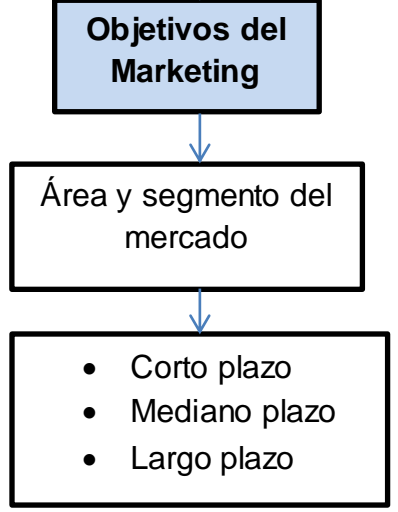 Objetivos del
Marketing
Área y segmento del
mercado
• Corto plazo
• Mediano plazo
• Largo plazo